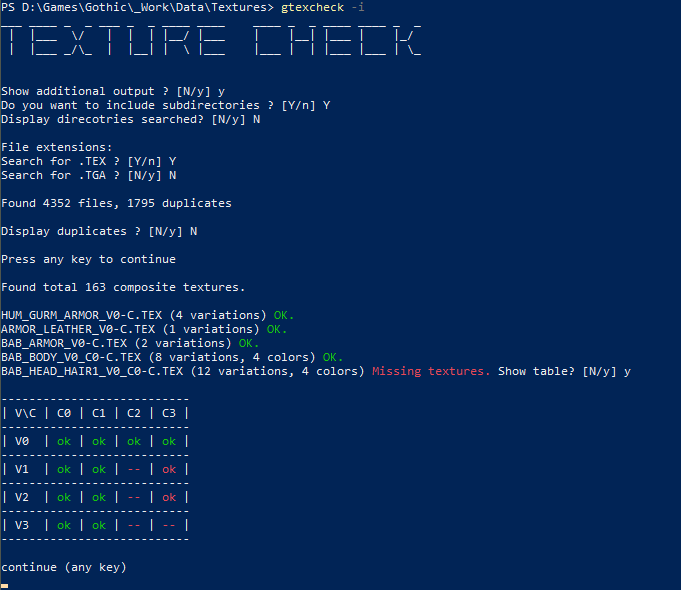 PS D:\Games\Gothic\_Work\Data\Textures> gtexcheck -i
TEXTURE CHECK
Show additional output ? [N/y] y
Do you want to include subdirectories ? [Y/n] Y
Display direcotries searched? [N/y] N
File extensions:
Search for .TEX ? [Y/n] Y
Search for .TGA ? [N/y] N
Found 4352 files, 1795 duplicates
Display duplicates ? [N/y] N
Press any key to continue
Found total 163 composite textures.
HUM_GURM_ARMOR_V0-C.TEX (4 variations) OK.
ARMOR_LEATHER_V0-C.TEX (1 variations) OK.
BAB_ARMOR_V0-C.TEX (2 variations) OK.
BAB_BODY_V0_C0-C.TEX (8 variations, 4 colors) OK.
BAB_HEAD_HAIR1_V0_C0-C.TEX (12 variations, 4 colors) Missing textures. Show table? [N/y] y
---------------------------
| V\C | C0 | C1 | C2 | C3 |
---------------------------
| V0 | ok | ok | ok | ok |
---------------------------
| V1 | ok | ok | -- | ok |
---------------------------
| V2 | ok | ok | -- | ok |
---------------------------
| V3 | ok | ok | -- | -- |
---------------------------
continue (any key)